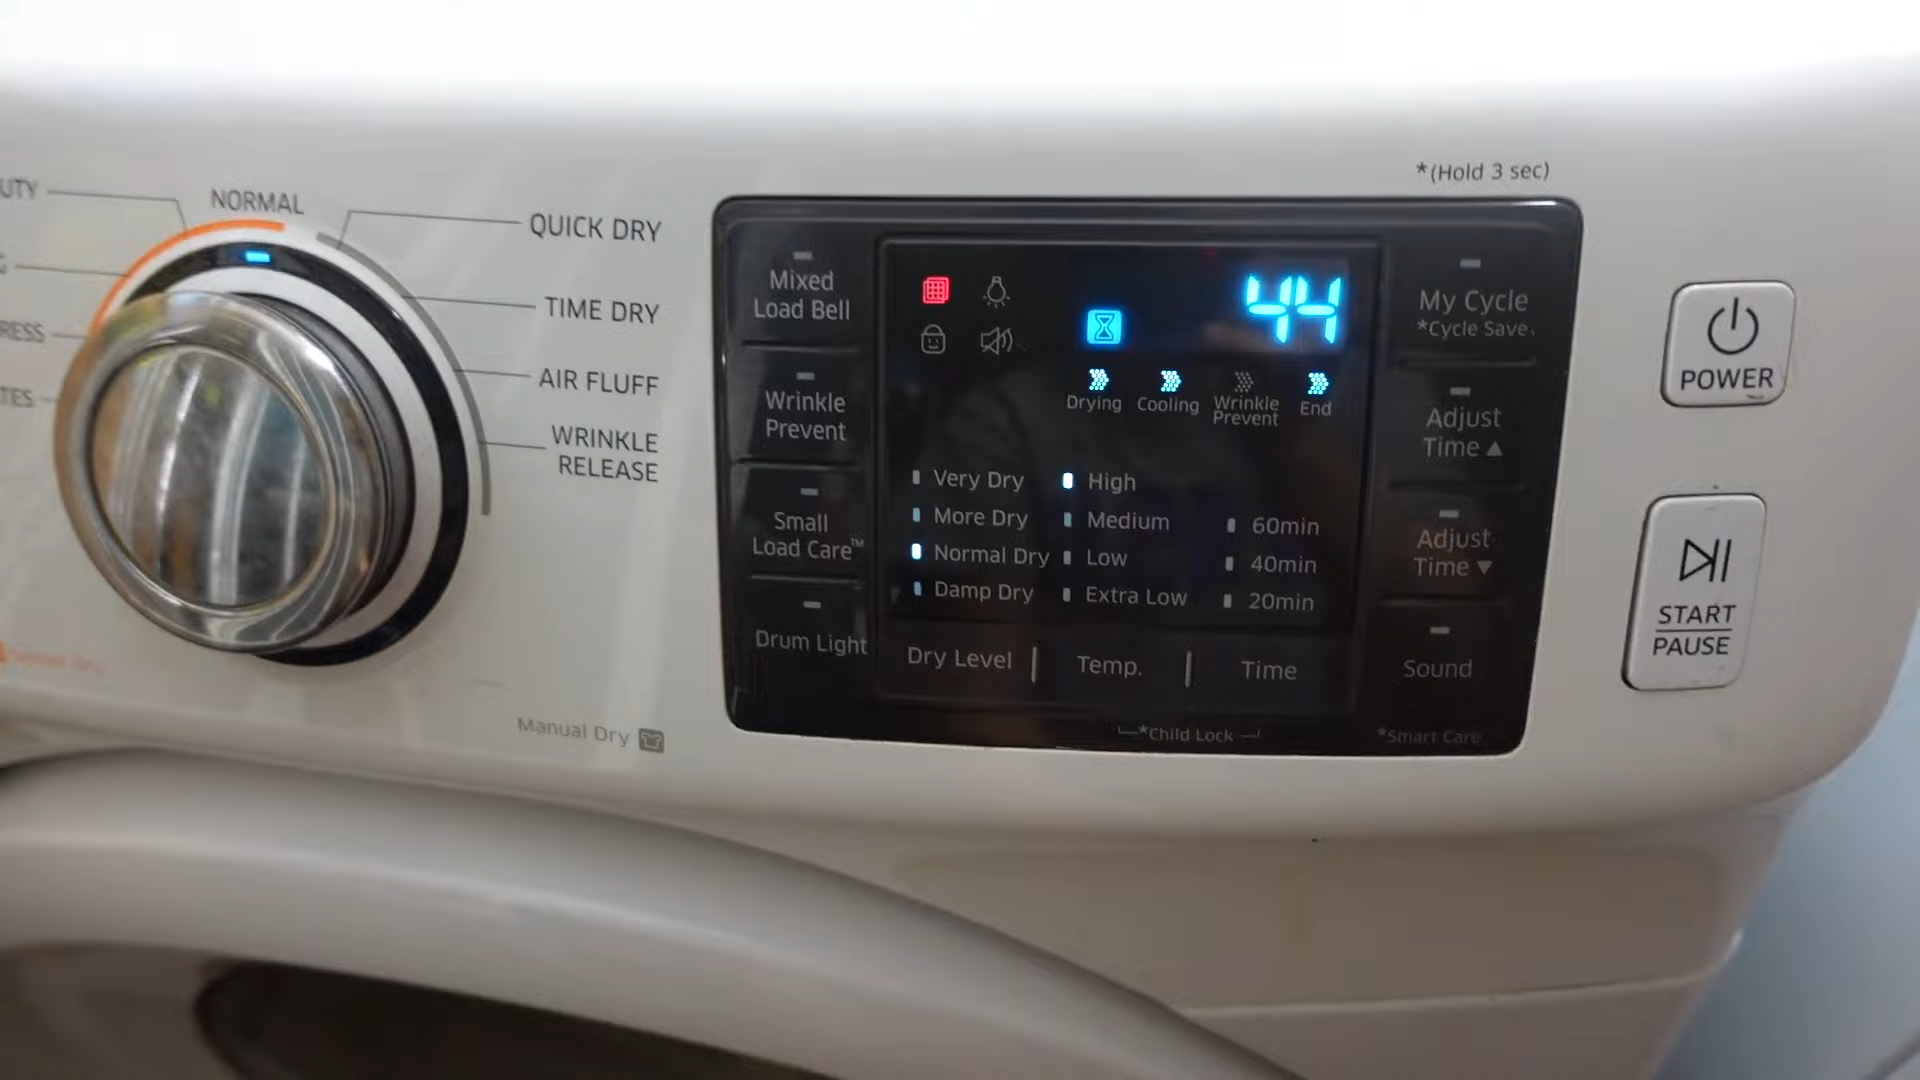 *(Hold 3 sec)
UTY
NORMAL
QUICK DRY
G
TIME DRY
RESS
AIR FLUFF
TES
WRINKLE
RELEASE
Manual Dry
Mixed
Load Bell
Wrinkle
Prevent
Small
Load Care™
Drum Light
44
Drying
Cooling
Wrinkle
Prevent
End
Very Dry
More Dry
Normal Dry
Damp Dry
High
Medium
Low
Extra Low
60min
40min
20min
Dry Level
Temp.
Time
*Child Lock
My Cycle
*Cycle Save
Adjust
Time ▲
Adjust
Time ▼
Sound
*Smart Care
POWER
START
PAUSE